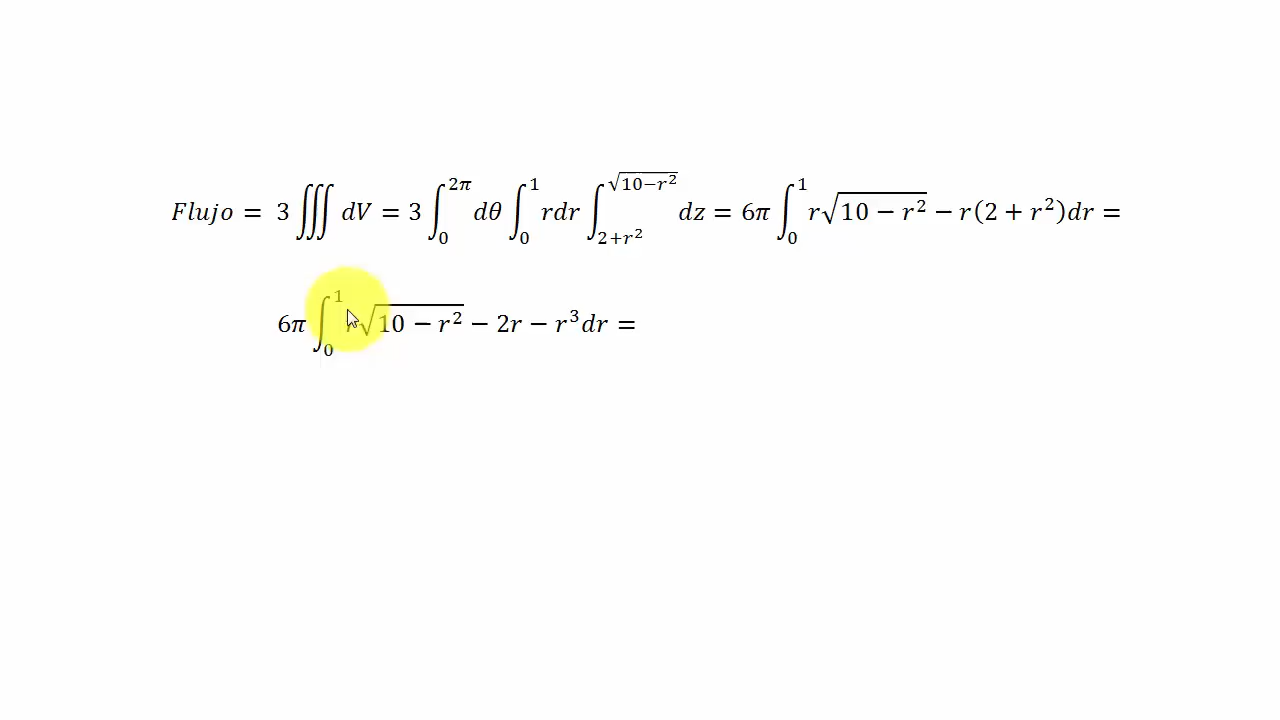 Flujo = 3 ∭ dV = 3 ∫₀^{2π} dθ ∫₀^1 rdr ∫_{2+r²}^{√(10−r²)} dz = 6π ∫₀^1 r√(10 − r²) − r(2 + r²)dr =
6π ∫₀^1 r√(10 − r²) − 2r − r³dr =